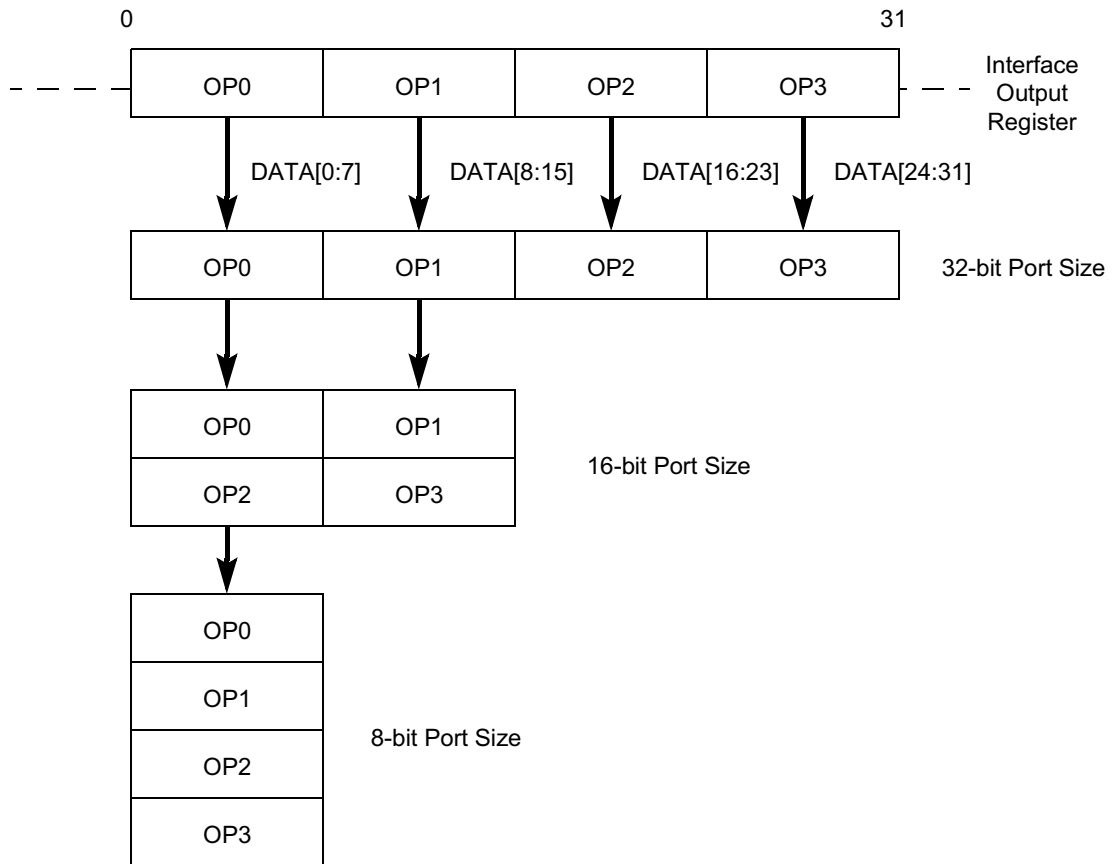 0 31
OP0 OP1 OP2 OP3
Interface
Output
Register
DATA[0:7] DATA[8:15] DATA[16:23] DATA[24:31]
OP0 OP1 OP2 OP3 32-bit Port Size
OP0 OP1
16-bit Port Size
OP2 OP3
OP0
OP1
8-bit Port Size
OP2
OP3